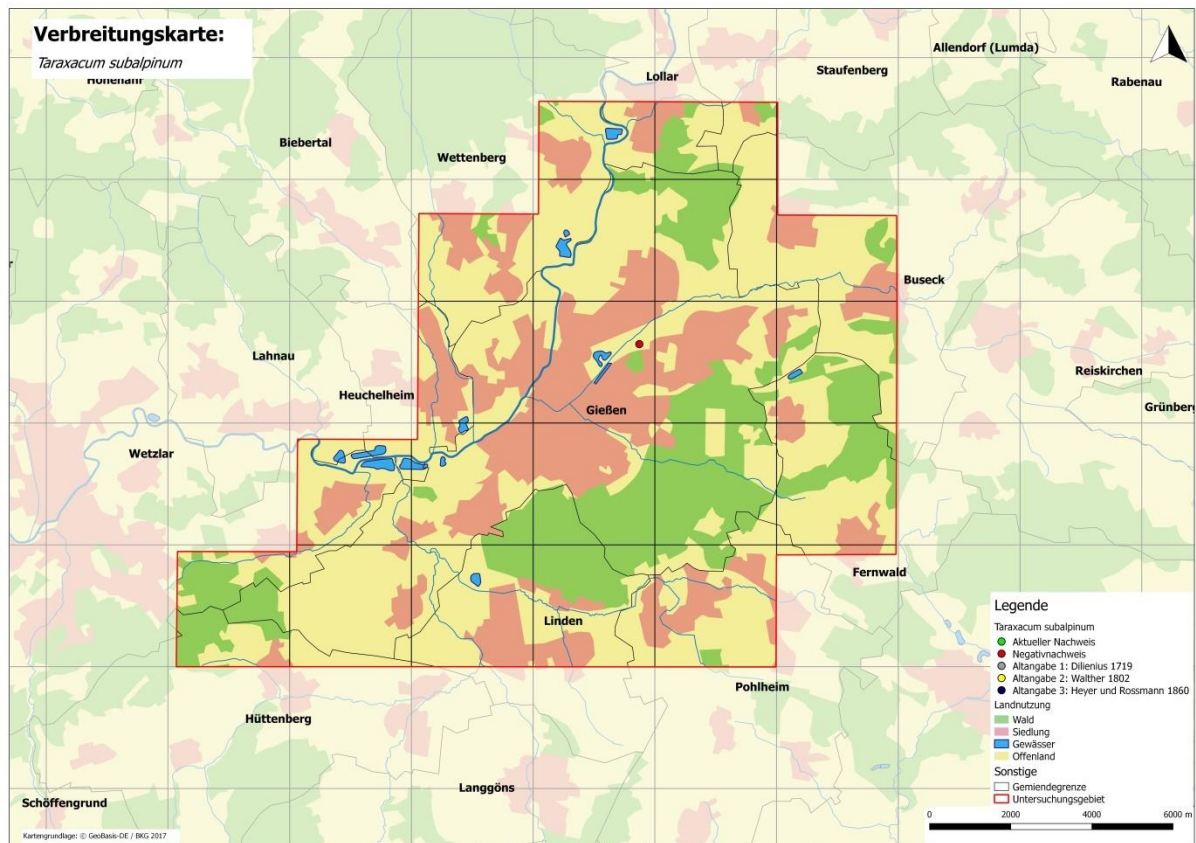 Verbreitungskarte:
Taraxacum subalpinum
Hohenahr
Allendorf (Lumda)
Staufenberg
Lollar
Rabenau
Biebertal
Wettenberg
Buseck
Lahnau
Reiskirchen
Heuchelheim
Gießen
Grünberg
Wetzlar
Fernwald
Linden
Pohlheim
Hüttenberg
Langgöns
Schöffengrund
Legende
Taraxacum subalpinum
Aktueller Nachweis
Negativnachweis
Altangabe 1: Dillenius 1719
Altangabe 2: Walther 1802
Altangabe 3: Heyer und Rossmann 1860
Landnutzung
Wald
Siedlung
Gewässer
Offenland
Sonstige
Gemiendegrenze
Untersuchungsgebiet
0 2000 4000 6000 m
Kartengrundlage: © GeoBasis-DE / BKG 2017